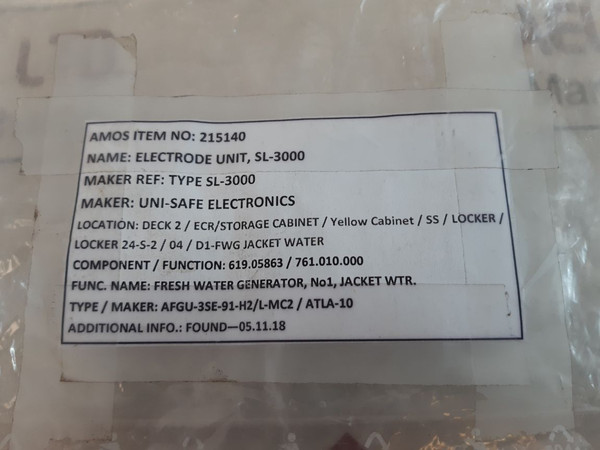 AMOS ITEM NO: 215140
NAME: ELECTRODE UNIT, SL-3000
MAKER REF: TYPE SL-3000
MAKER: UNI-SAFE ELECTRONICS
LOCATION: DECK 2 / ECR/STORAGE CABINET / Yellow Cabinet / SS / LOCKER /
LOCKER 24-S-2 / 04 / D1-FWG JACKET WATER
COMPONENT / FUNCTION: 619.05863 / 761.010.000
FUNC. NAME: FRESH WATER GENERATOR, No1, JACKET WTR.
TYPE / MAKER: AFGU-3SE-91-H2/L-MC2 / ATLA-10
ADDITIONAL INFO.: FOUND—05.11.18